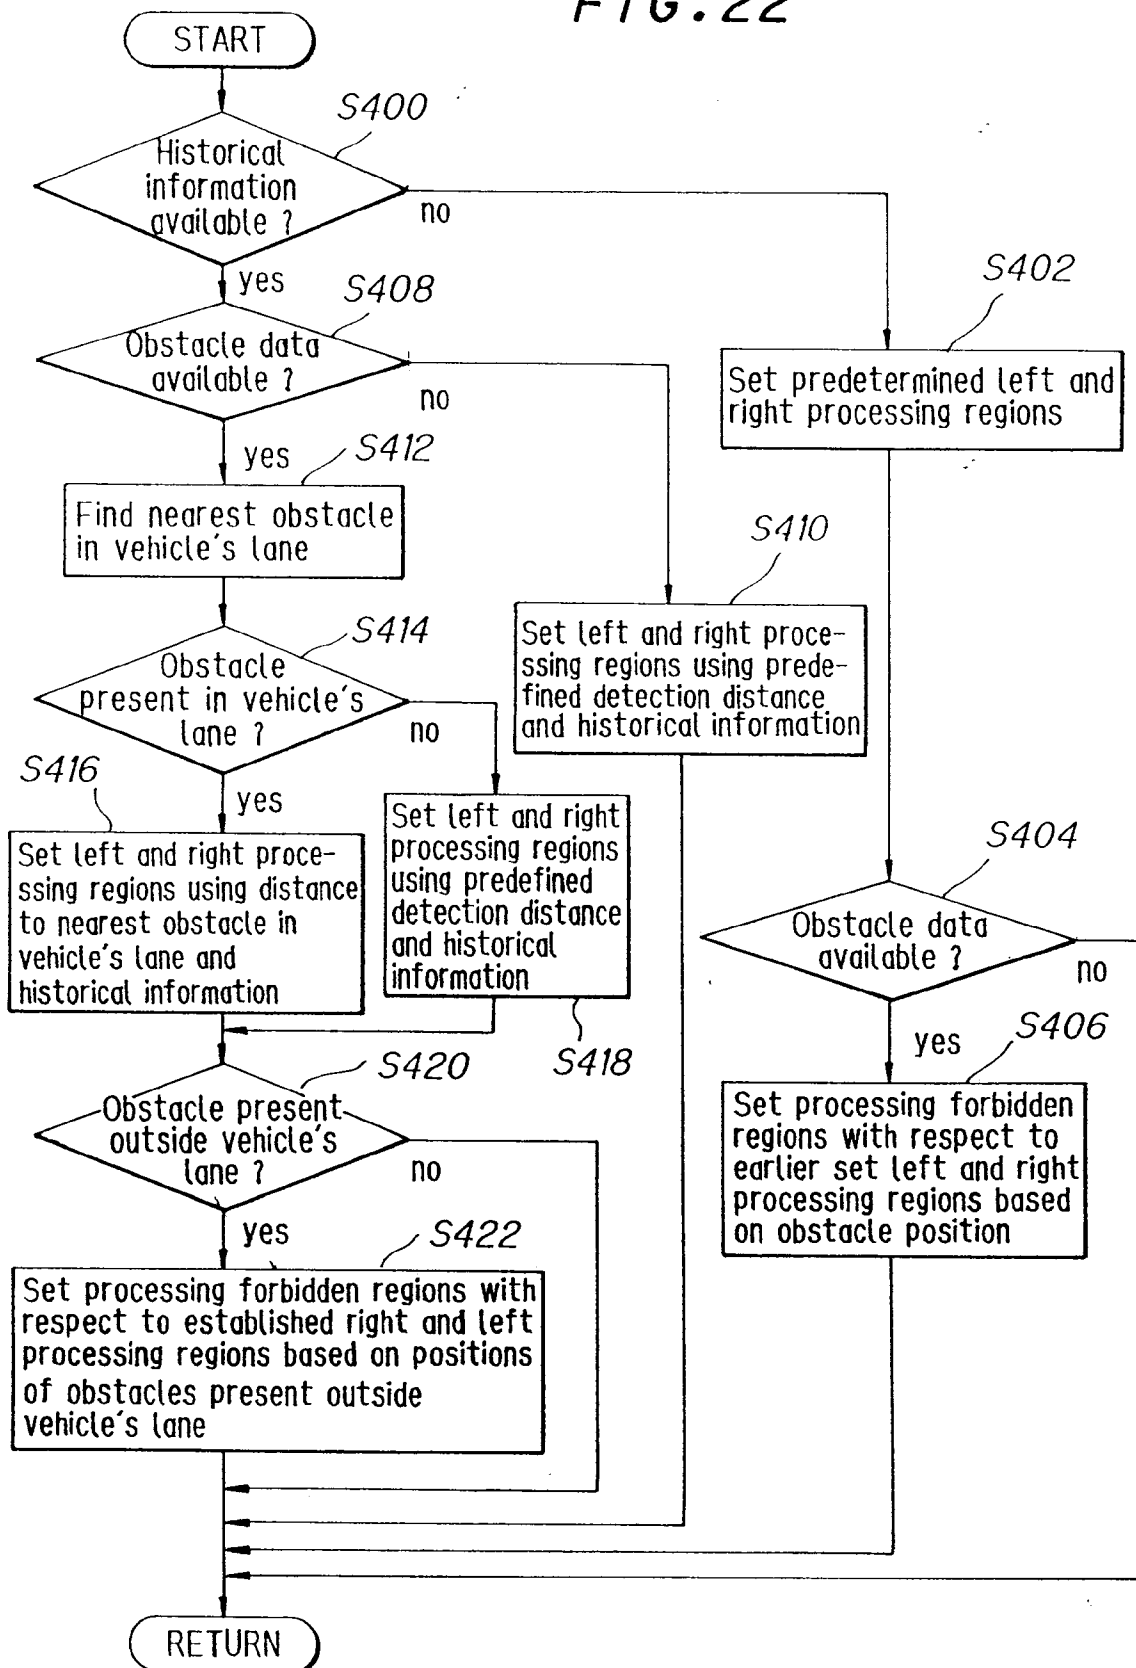 FIG.22
START
S400
Historical
information
available ?
no
yes
S408
S402
Obstacle data
available ?
no
Set predetermined left and
right processing regions
yes
S412
Find nearest obstacle
in vehicle's lane
S410
S414
Set left and right proce-
ssing regions using prede-
fined detection distance
and historical information
Obstacle
present in vehicle's
lane ?
no
S416
yes
Set left and right proce-
ssing regions using distance
to nearest obstacle in
vehicle's lane and
historical information
Set left and right
processing regions
using predefined
detection distance
and historical
information
S418
S404
Obstacle data
available ?
no
yes
S406
Set processing forbidden
regions with respect to
earlier set left and right
processing regions based
on obstacle position
S420
Obstacle present
outside vehicle's
lane ?
no
yes
S422
Set processing forbidden regions with
respect to established right and left
processing regions based on positions
of obstacles present outside
vehicle's lane
RETURN